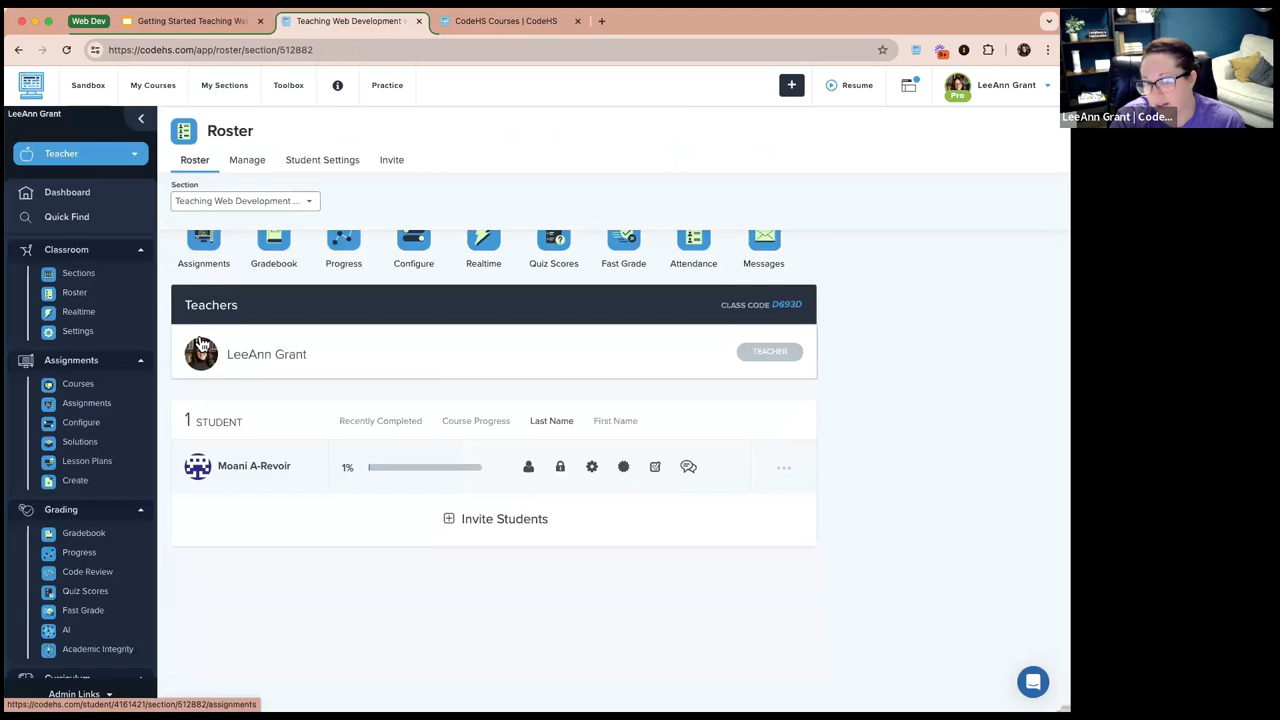 Web Dev
Getting Started Teaching We
Teaching Web Development
CodeHS Courses | CodeHS
https://codehs.com/app/roster/section/512882
9+
Sandbox
My Courses
My Sections
Toolbox
Practice
Resume
Pro
LeeAnn Grant
LeeAnn Grant | Code...
LeeAnn Grant
Teacher
Dashboard
Quick Find
Classroom
Sections
Roster
Realtime
Settings
Assignments
Courses
Assignments
Configure
Solutions
Lesson Plans
Create
Grading
Gradebook
Progress
Code Review
Quiz Scores
Fast Grade
AI
Academic Integrity
Admin Links
Roster
Roster Manage Student Settings Invite
Section
Teaching Web Development ...
Assignments Gradebook Progress Configure Realtime Quiz Scores Fast Grade Attendance Messages
Teachers
CLASS CODE D693D
LeeAnn Grant
TEACHER
1 STUDENT
Recently Completed Course Progress Last Name First Name
Moani A-Revoir
1%
Invite Students
https://codehs.com/student/4161421/section/512882/assignments